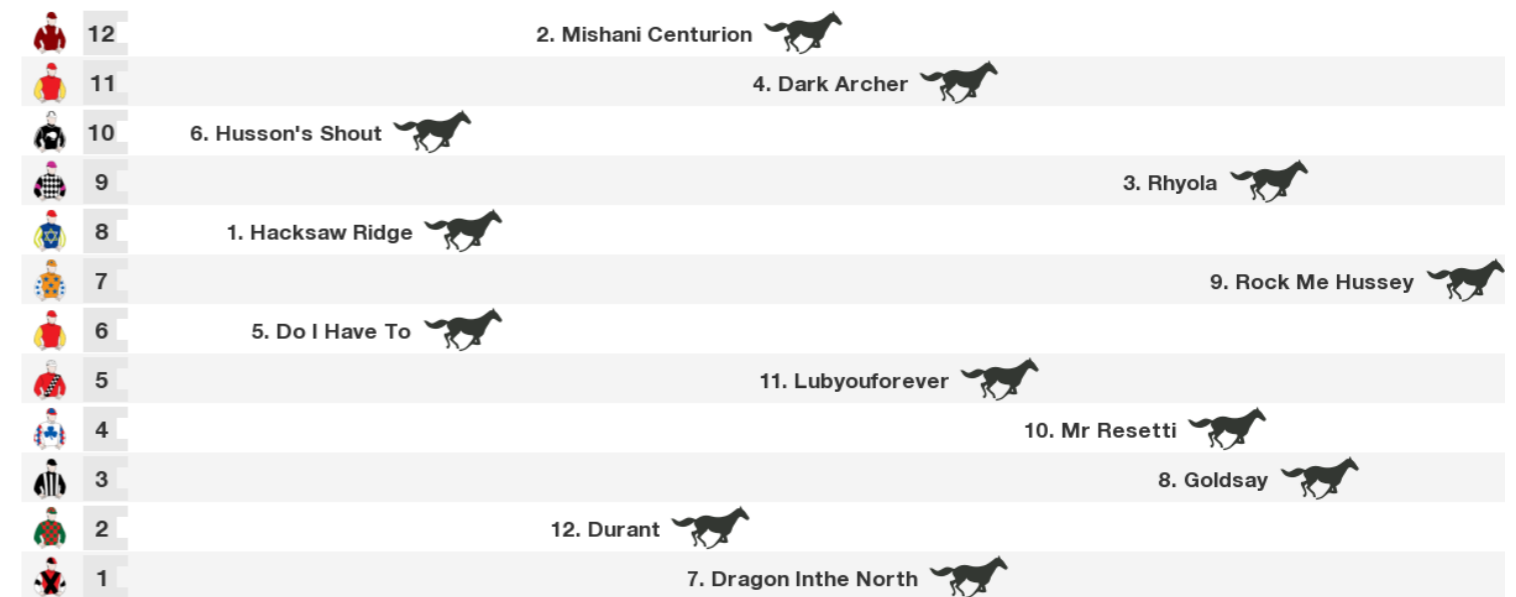 12 2. Mishani Centurion
11 4. Dark Archer
10 6. Husson's Shout
9 3. Rhyola
8 1. Hacksaw Ridge
7 9. Rock Me Hussey
6 5. Do I Have To
5 11. Lubyouforever
4 10. Mr Resetti
3 8. Goldsay
2 12. Durant
1 7. Dragon Inthe North